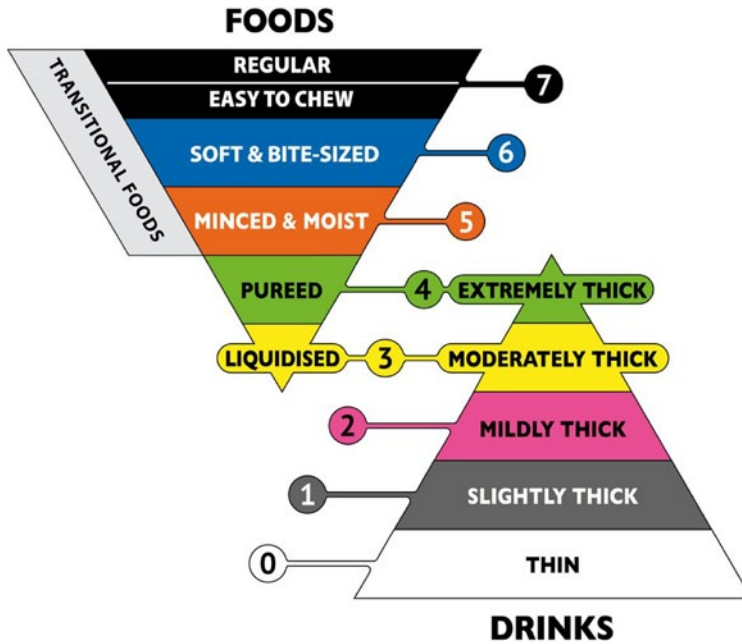 FOODS
TRANSITIONAL FOODS
REGULAR
EASY TO CHEW
7
SOFT & BITE-SIZED
6
MINCED & MOIST
5
PUREED
4
EXTREMELY THICK
LIQUIDISED
3
MODERATELY THICK
2
MILDLY THICK
1
SLIGHTLY THICK
0
THIN
DRINKS